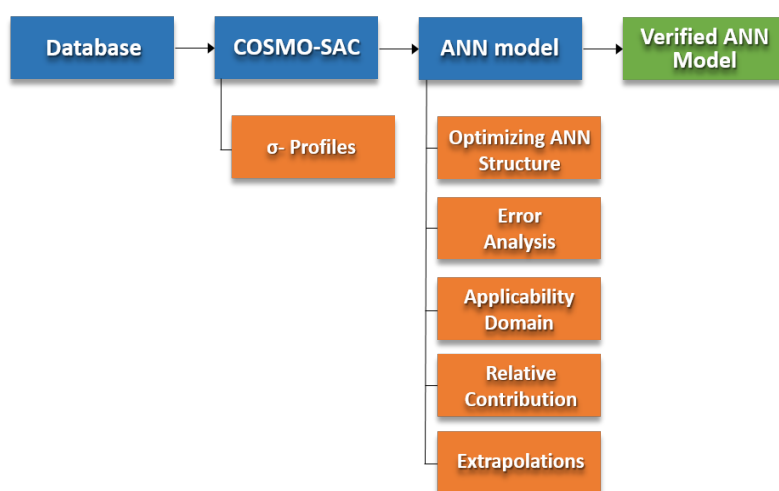 Database
COSMO-SAC
ANN model
Verified ANN
Model
σ- Profiles
Optimizing ANN
Structure
Error
Analysis
Applicability
Domain
Relative
Contribution
Extrapolations